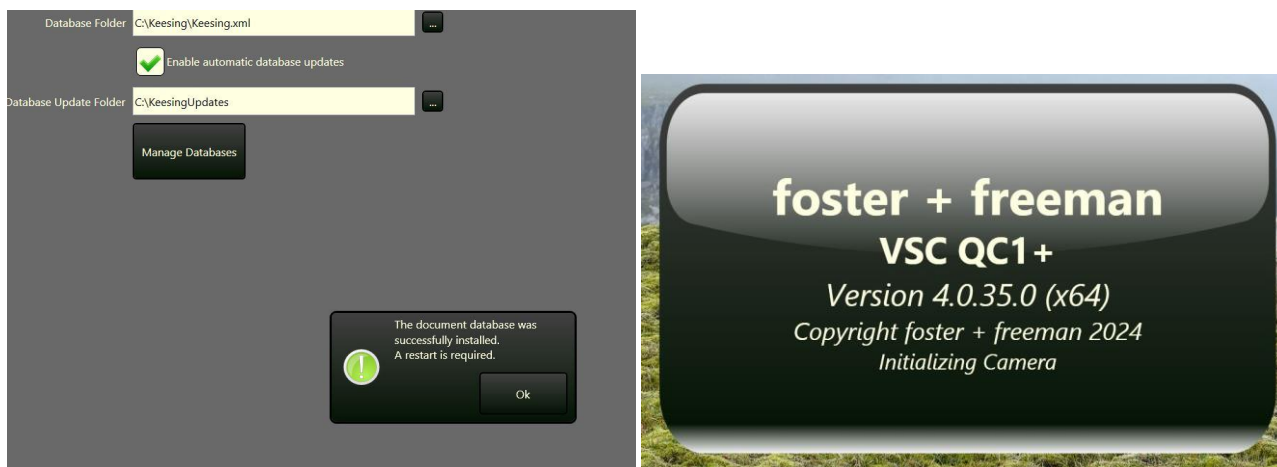 Database Folder C:\Keesing\Keesing.xml ...
Enable automatic database updates
Database Update Folder C:\KeesingUpdates ...
Manage Databases
The document database was
successfully installed.
A restart is required.
Ok
foster + freeman
VSC QC1+
Version 4.0.35.0 (x64)
Copyright foster + freeman 2024
Initializing Camera